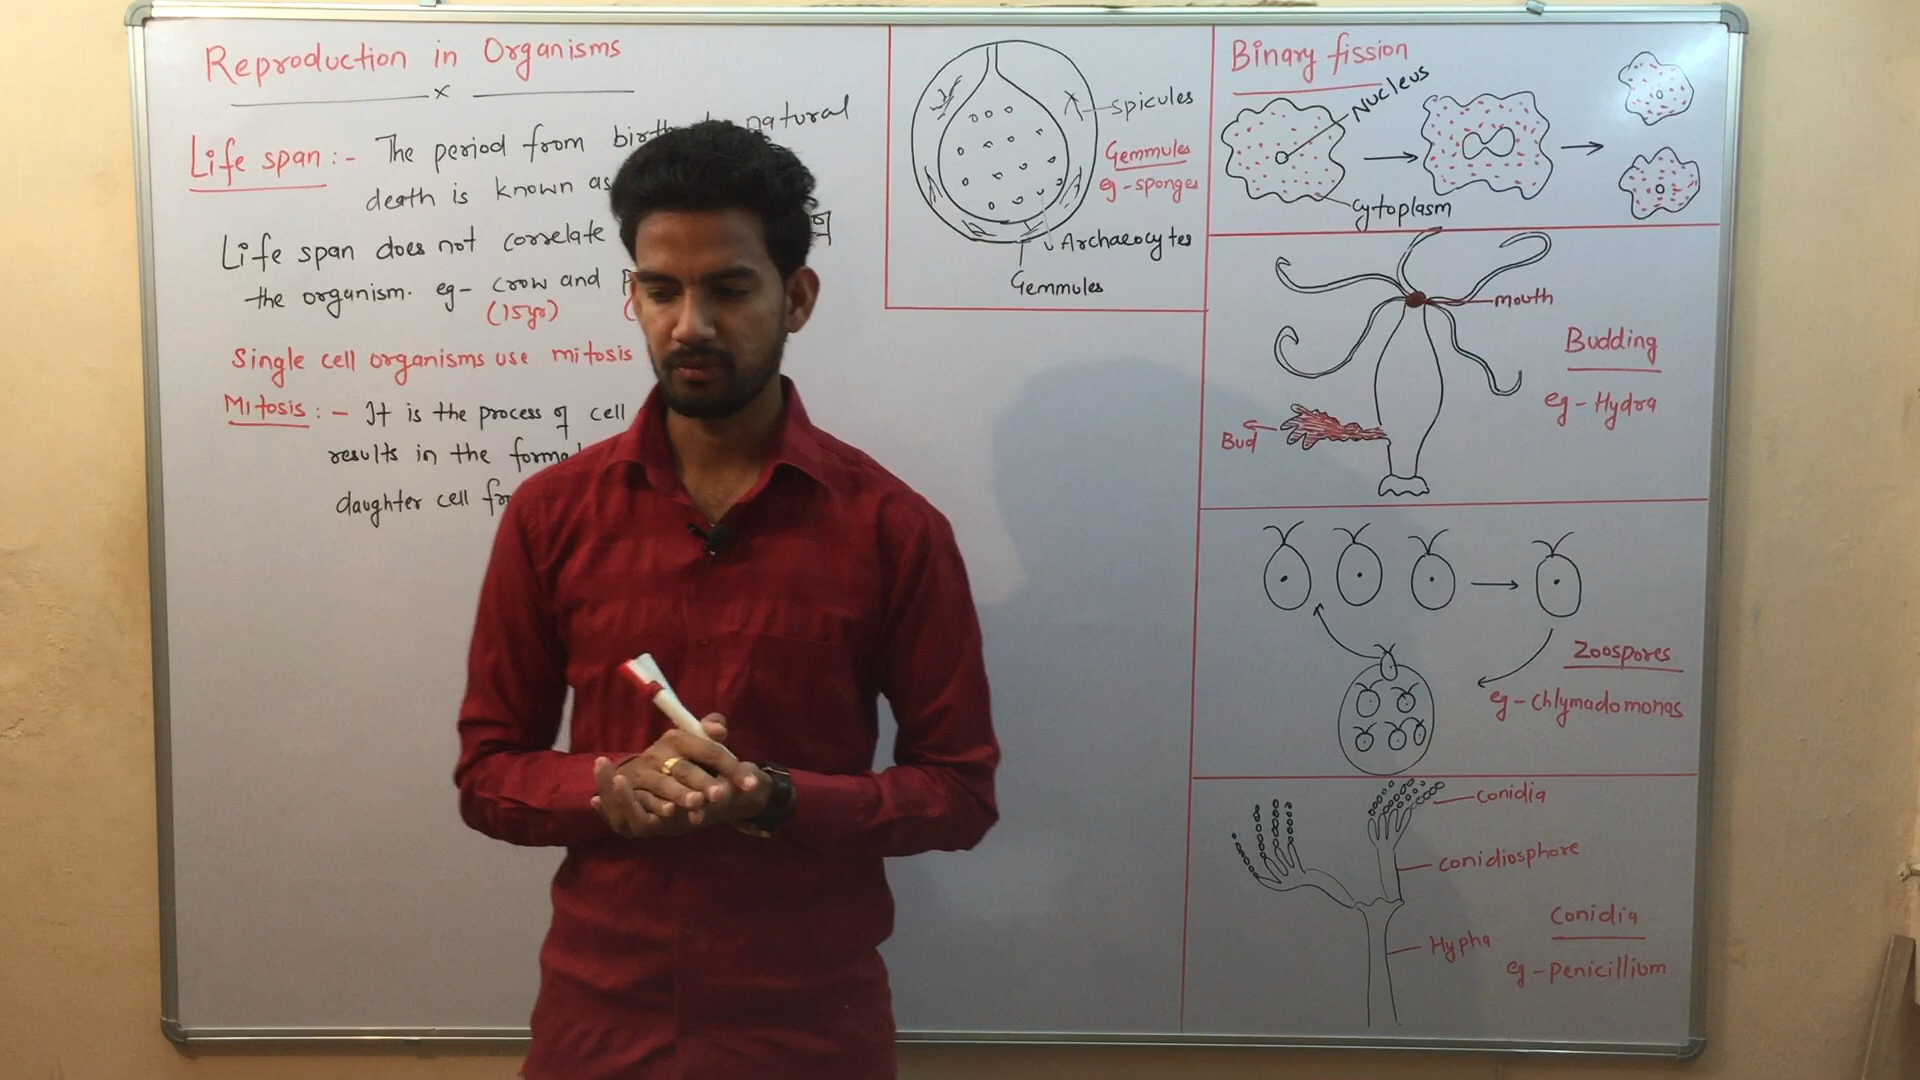 Reproduction in Organisms
x
Life span :- The period from birth natural
death is known as
Life span does not correlate
the organism. eg- crow and
(15yr)
Single cell organisms use mitosis
Mitosis :- It is the process of cell
results in the
daughter cell
Spicules
Gemmules
eg-sponges
Archaeocytes
Gemmules
Binary fission
Nucleus
Cytoplasm
mouth
Budding
eg-Hydra
Bud
Zoospores
eg-Chlymadomonas
Conidia
Conidiosphore
Hypha
Conidia
eg-penicillium